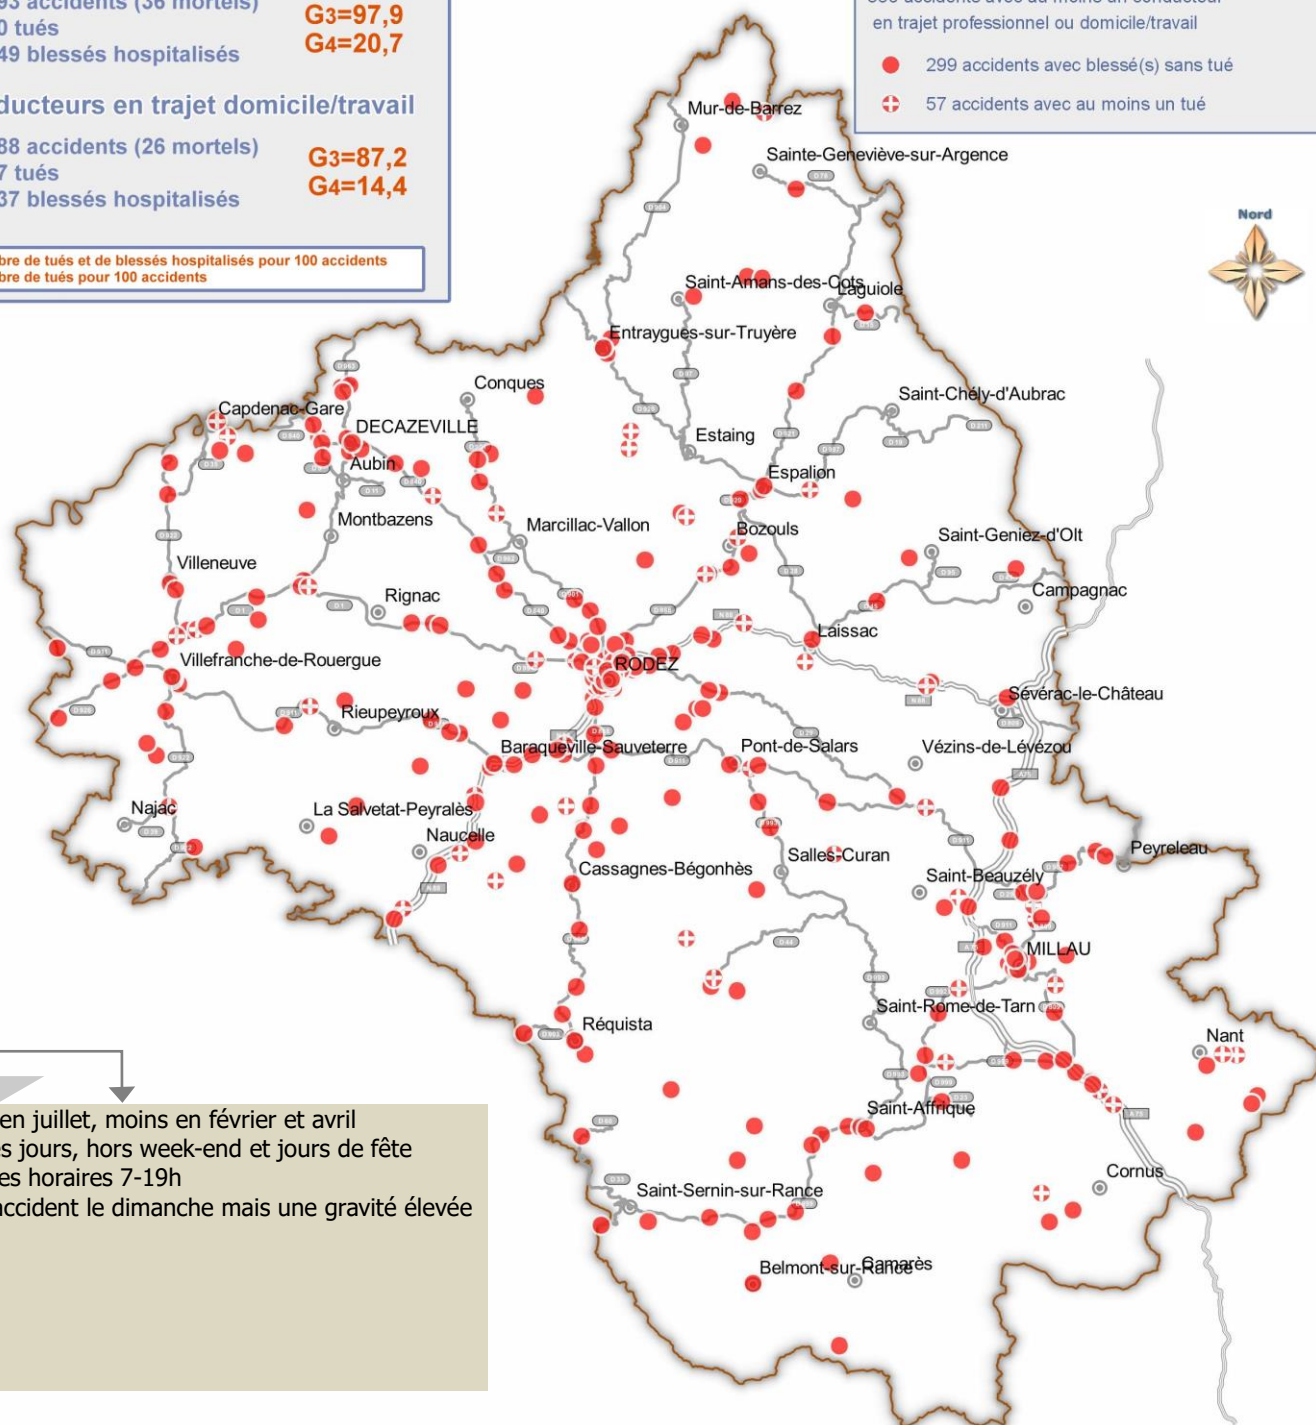 93 accidents (36 mortels)
0 tués
49 blessés hospitalisés
G3=97,9
G4=20,7
ducteurs en trajet domicile/travail
88 accidents (26 mortels)
7 tués
37 blessés hospitalisés
G3=87,2
G4=14,4
bre de tués et de blessés hospitalisés pour 100 accidents
bre de tués pour 100 accidents
en trajet professionnel ou domicile/travail
299 accidents avec blessé(s) sans tué
57 accidents avec au moins un tué
Nord
Mur-de-Barrez
Sainte-Geneviève-sur-Argence
Saint-Amans-des-Cots
Laguiole
Entraygues-sur-Truyère
Conques
Saint-Chély-d'Aubrac
Capdenac-Gare
DECAZEVILLE
Estaing
Aubin
Espalion
Montbazens
Marcillac-Vallon
Bozouls
Saint-Geniez-d'Olt
Villeneuve
Campagnac
Rignac
Laissac
Villefranche-de-Rouergue
RODEZ
Sévérac-le-Château
Rieupeyroux
Baraqueville-Sauveterre
Pont-de-Salars
Vézins-de-Lévézou
Najac
La Salvetat-Peyralès
Naucelle
Peyreleau
Salles-Curan
Cassagnes-Bégonhès
Saint-Beauzély
MILLAU
Saint-Rome-de-Tarn
Réquista
Nant
Saint-Affrique
Cornus
Saint-Sernin-sur-Rance
Belmont-sur-Rance
Camarès
en juillet, moins en février et avril
s jours, hors week-end et jours de fête
es horaires 7-19h
accident le dimanche mais une gravité élevée